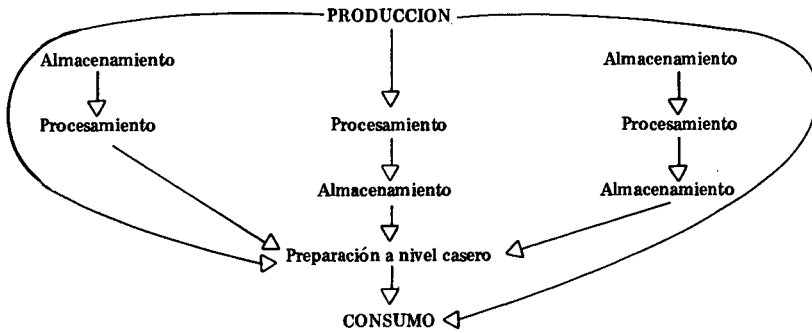 PRODUCCION
Almacenamiento
Almacenamiento
Procesamiento
Procesamiento
Procesamiento
Almacenamiento
Almacenamiento
Preparación a nivel casero
CONSUMO